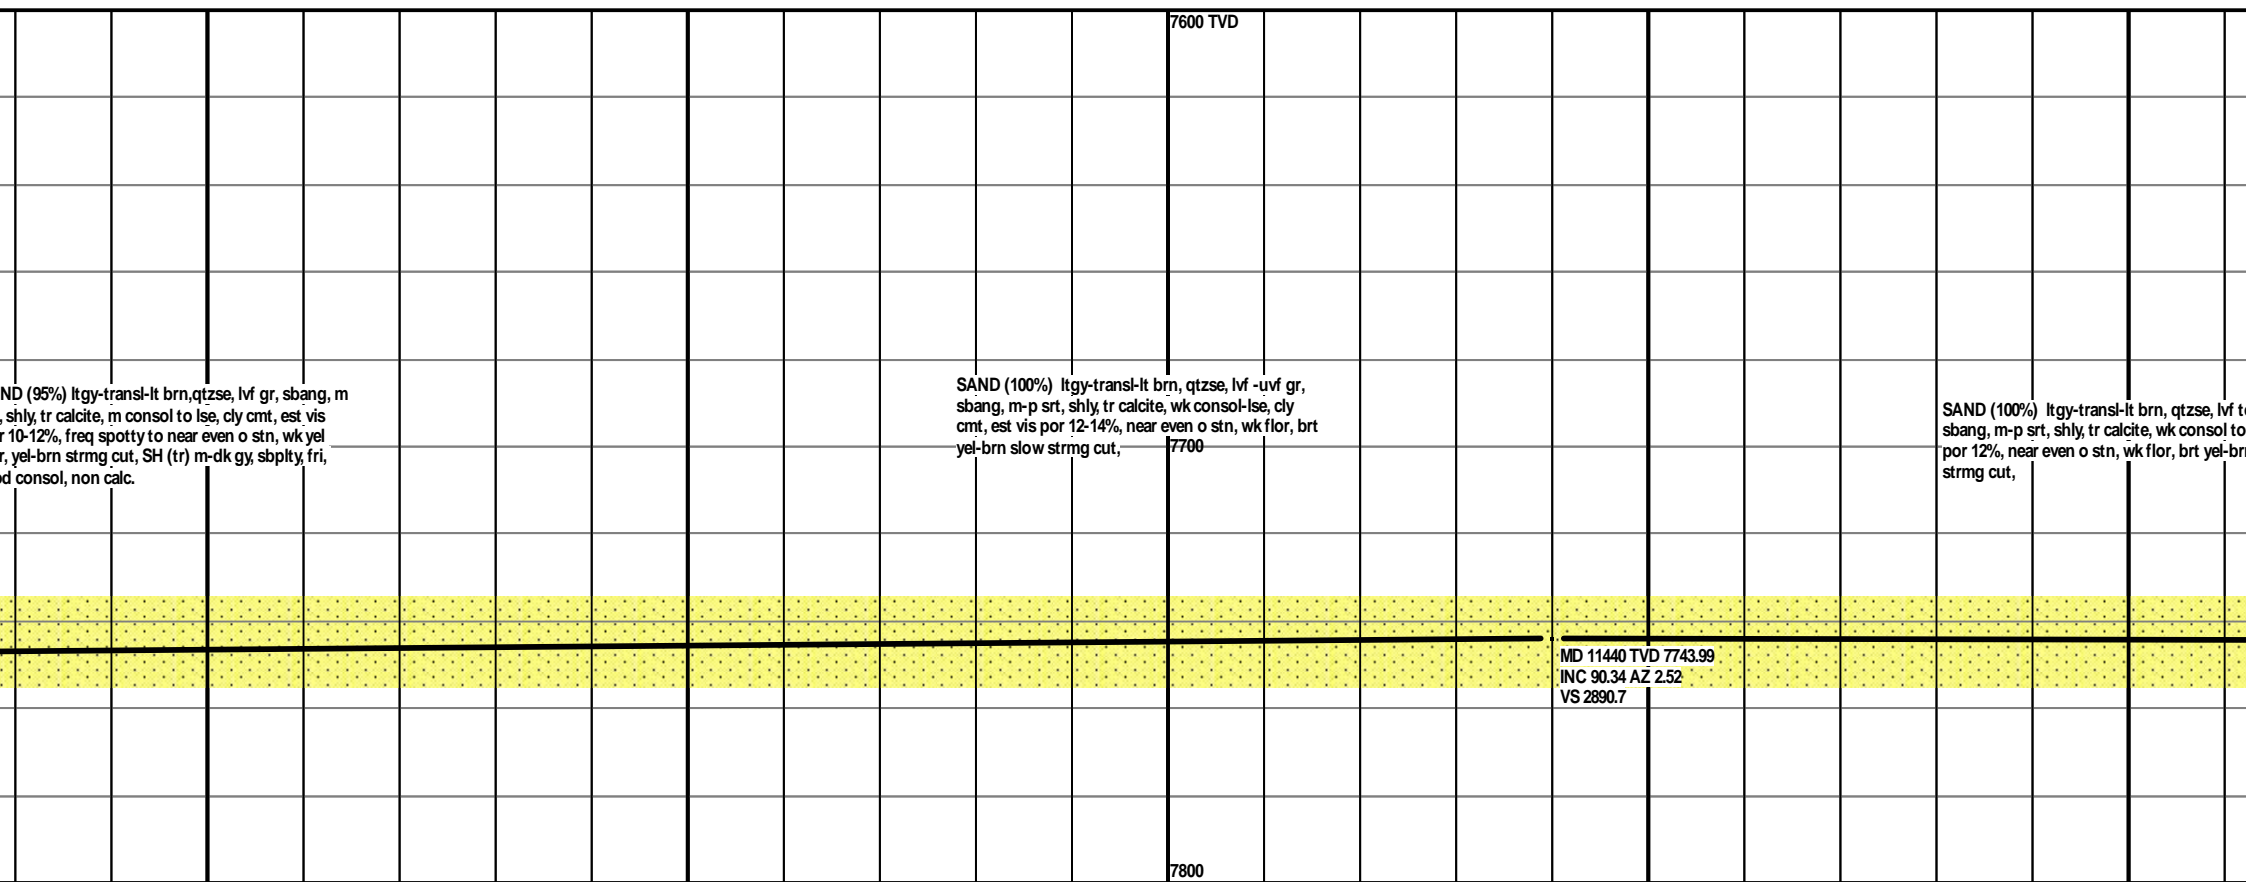 7600 TVD
ND (95%) ltgy-transl-lt brn,qtzse, lvf gr, sbang, m
, shly, tr calcite, m consol to lse, cly cmt, est vis
r 10-12%, freq spotty to near even o stn, wk yel
r, yel-brn strmg cut, SH (tr) m-dk gy, sbplty, fri,
od consol, non calc.
SAND (100%) ltgy-transl-lt brn, qtzse, lvf -uvf gr,
sbang, m-p srt, shly, tr calcite, wk consol-lse, cly
cmt, est vis por 12-14%, near even o stn, wk flor, brt
yel-brn slow strmg cut,
7700
SAND (100%) ltgy-transl-lt brn, qtzse, lvf to
sbang, m-p srt, shly, tr calcite, wk consol to
por 12%, near even o stn, wk flor, brt yel-brn
strmg cut,
MD 11440 TVD 7743.99
INC 90.34 AZ 2.52
VS 2890.7
7800